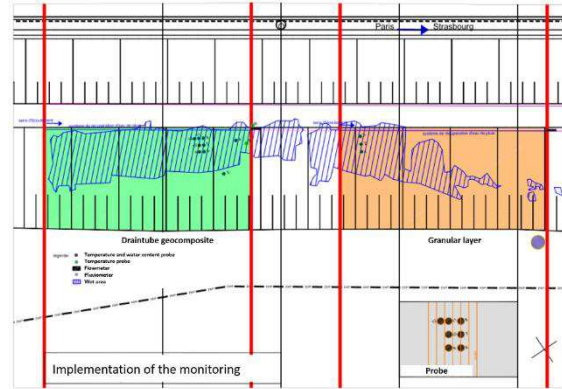 Paris Strasbourg
Draintube geocomposite
Granular layer
Temperature and water content probe
Temperature probe
Flowmeter
Pluviometer
Wet area
Implementation of the monitoring
Probe